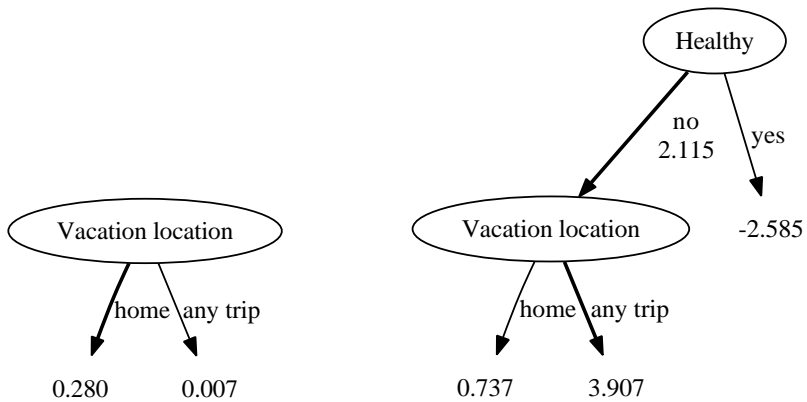 Healthy
no
2.115
yes
Vacation location
Vacation location
-2.585
home any trip
home any trip
0.280 0.007
0.737 3.907